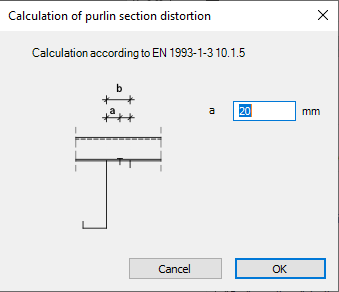 Calculation of purlin section distortion
Calculation according to EN 1993-1-3 10.1.5
b
a
a 20 mm
Cancel OK